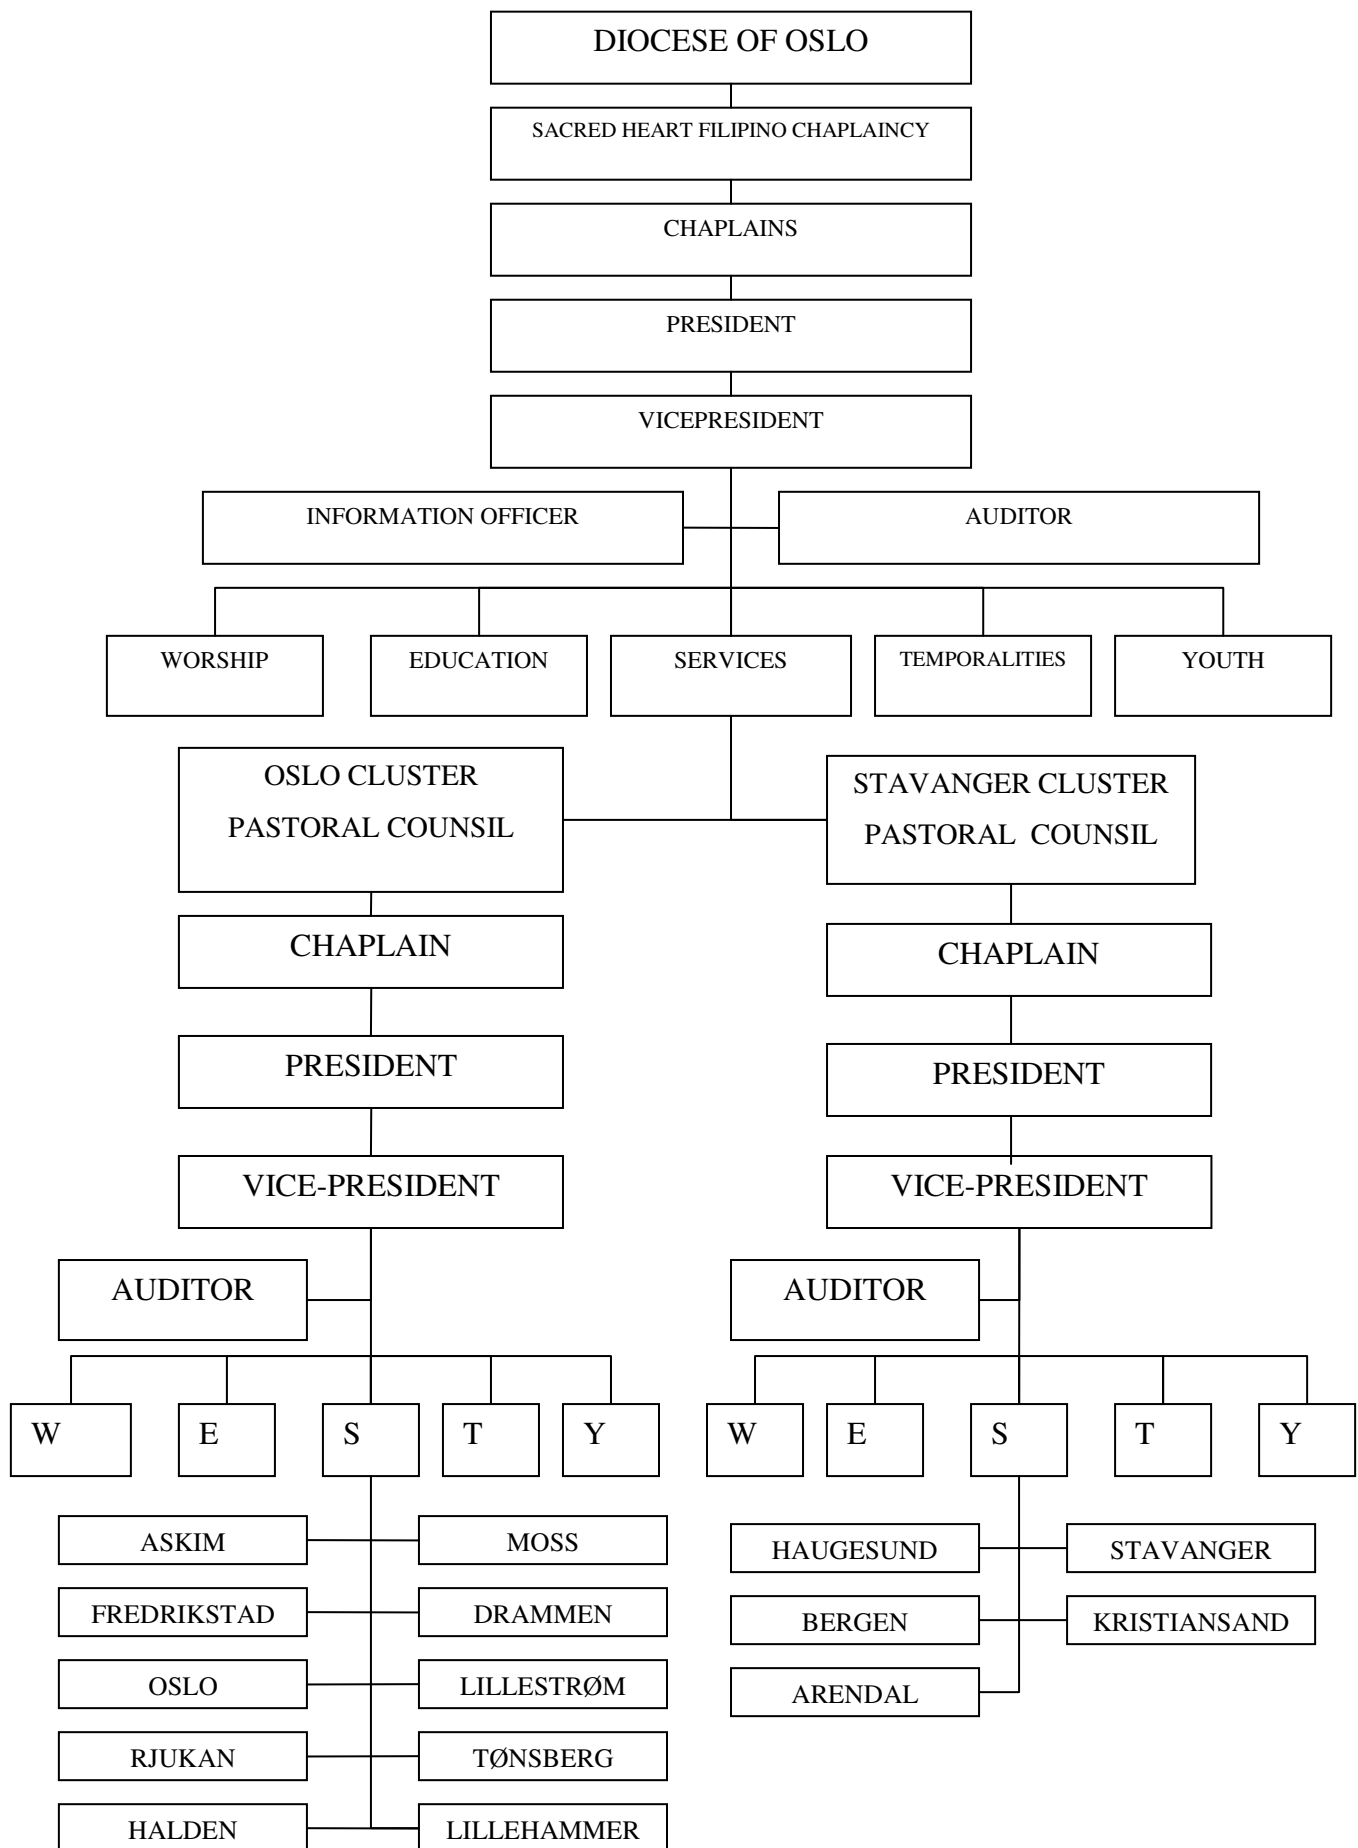 DIOCESE OF OSLO
SACRED HEART FILIPINO CHAPLAINCY
CHAPLAINS
PRESIDENT
VICEPRESIDENT
INFORMATION OFFICER
AUDITOR
WORSHIP
EDUCATION
SERVICES
TEMPORALITIES
YOUTH
OSLO CLUSTER
PASTORAL COUNSIL
CHAPLAIN
PRESIDENT
VICE-PRESIDENT
AUDITOR
W
E
S
T
Y
ASKIM
MOSS
FREDRIKSTAD
DRAMMEN
OSLO
LILLESTRØM
RJUKAN
TØNSBERG
HALDEN
LILLEHAMMER
STAVANGER CLUSTER
PASTORAL COUNSIL
CHAPLAIN
PRESIDENT
VICE-PRESIDENT
AUDITOR
W
E
S
T
Y
HAUGESUND
STAVANGER
BERGEN
KRISTIANSAND
ARENDAL